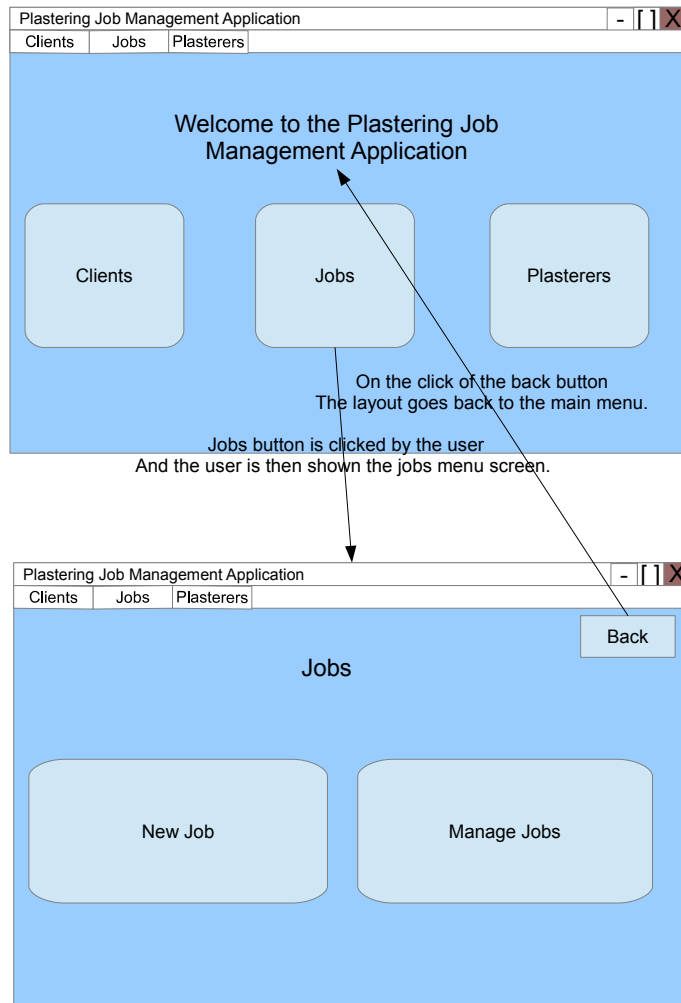 Plastering Job Management Application - [ ] X
Clients Jobs Plasterers
Welcome to the Plastering Job
Management Application
Clients Jobs Plasterers
On the click of the back button
The layout goes back to the main menu.
Jobs button is clicked by the user
And the user is then shown the jobs menu screen.
Plastering Job Management Application - [ ] X
Clients Jobs Plasterers
Back
Jobs
New Job Manage Jobs